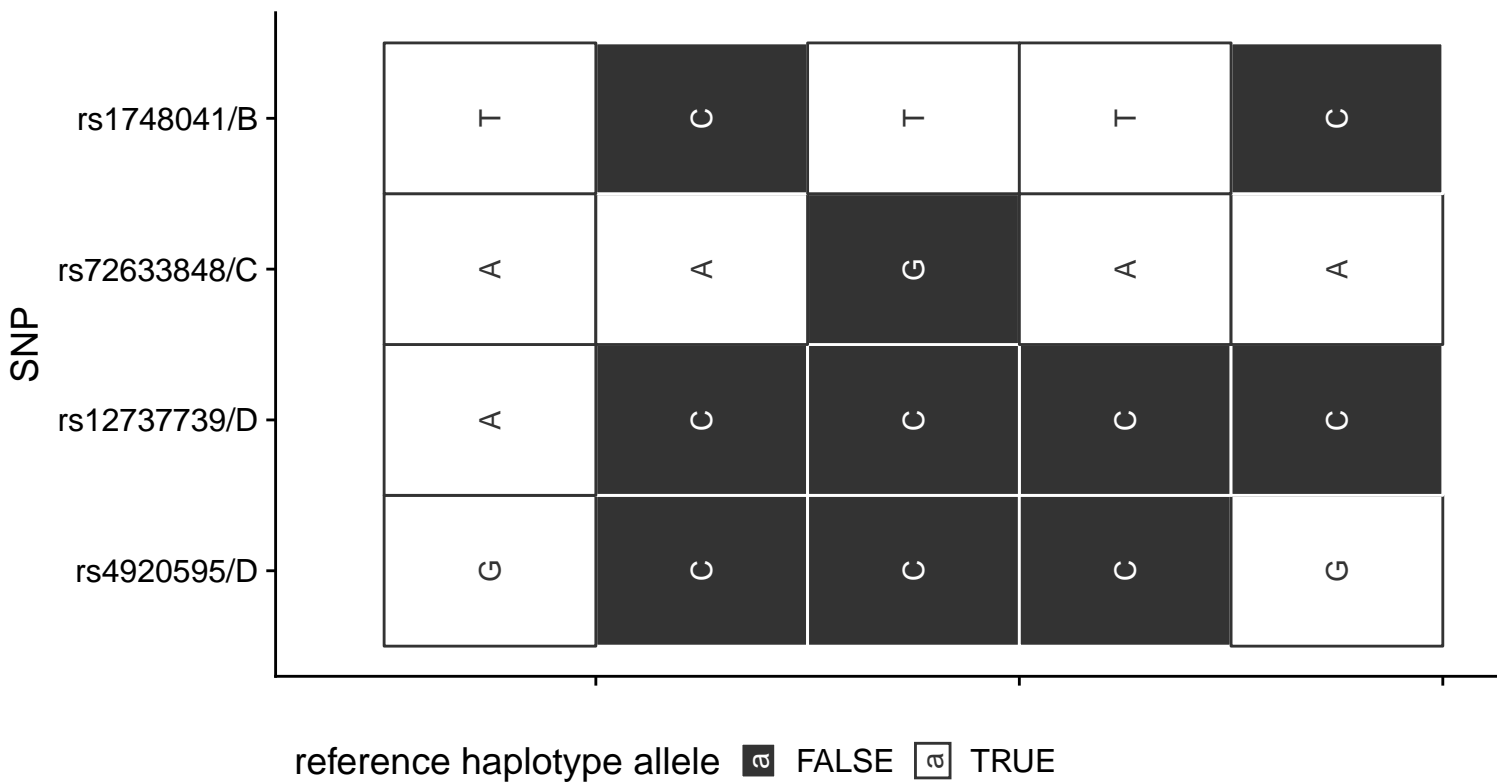 rs1748041/B T C T T C
rs72633848/C A A G A A
SNP
rs12737739/D A C C C C
rs4920595/D G C C C G
reference haplotype allele a FALSE a TRUE